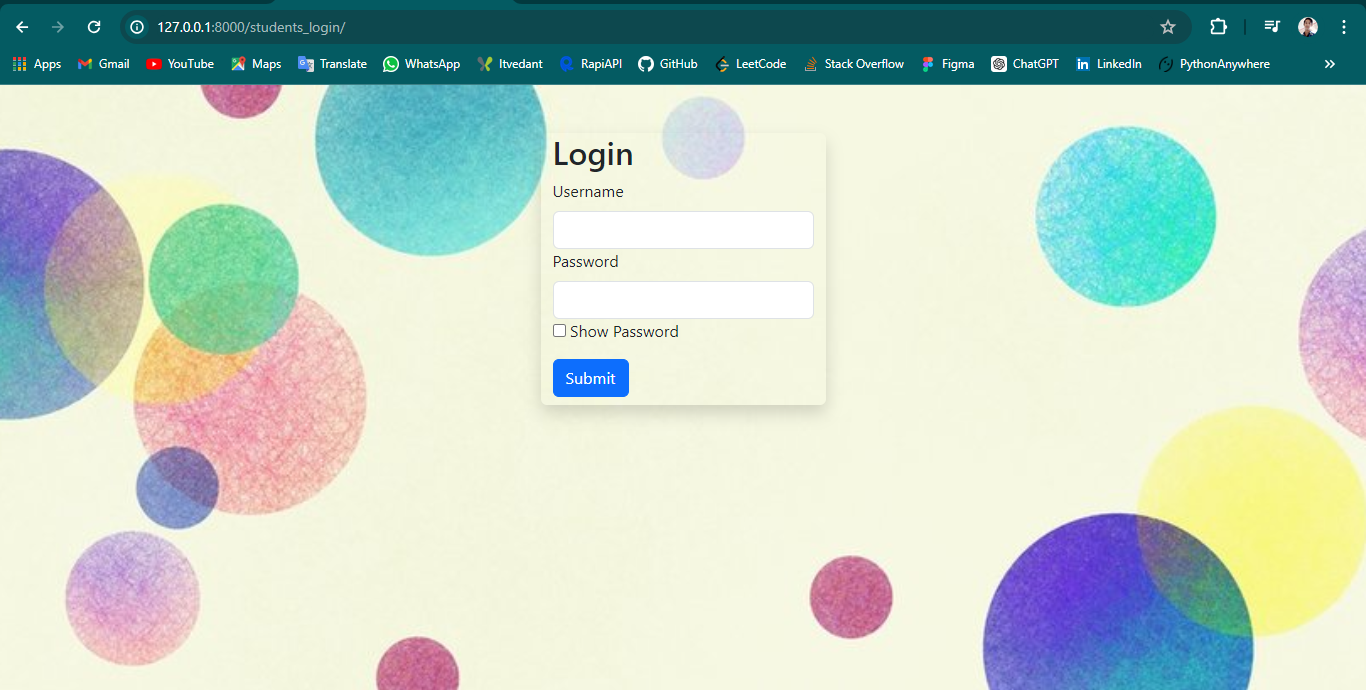 127.0.0.1:8000/students_login/
Apps Gmail YouTube Maps Translate WhatsApp Itvedant RapiAPI GitHub LeetCode Stack Overflow Figma ChatGPT LinkedIn PythonAnywhere
Login
Username
Password
Show Password
Submit